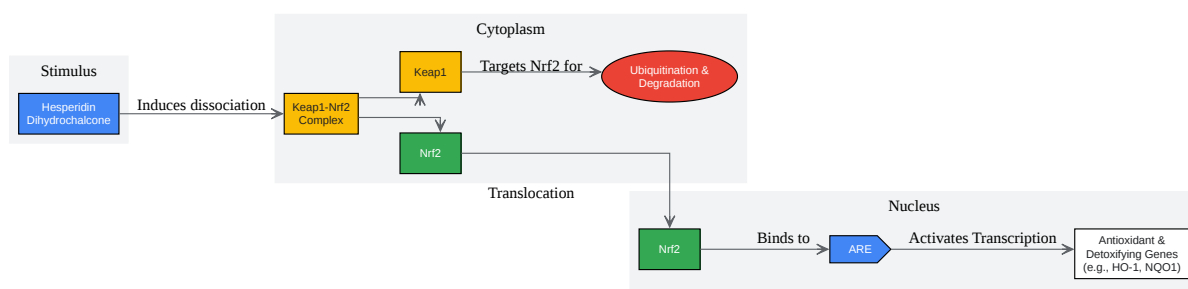 Cytoplasm
Stimulus
Keap1
Targets Nrf2 for
Ubiquitination &
Degradation
Hesperidin
Dihydrochalcone
Induces dissociation
Keap1-Nrf2
Complex
Nrf2
Translocation
Nucleus
Nrf2
Binds to
ARE
Activates Transcription
Antioxidant &
Detoxifying Genes
(e.g., HO-1, NQO1)